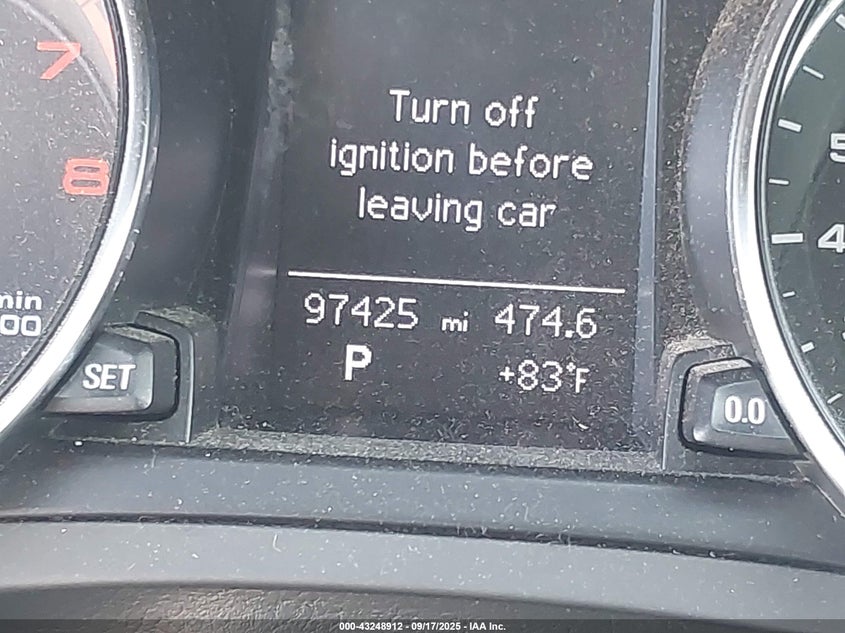 7
8
Turn off
ignition before
leaving car
97425 mi 474.6
P +83°F
SET
0.0
min
00
5
4
000-43248912 - 09/17/2025 - IAA Inc.